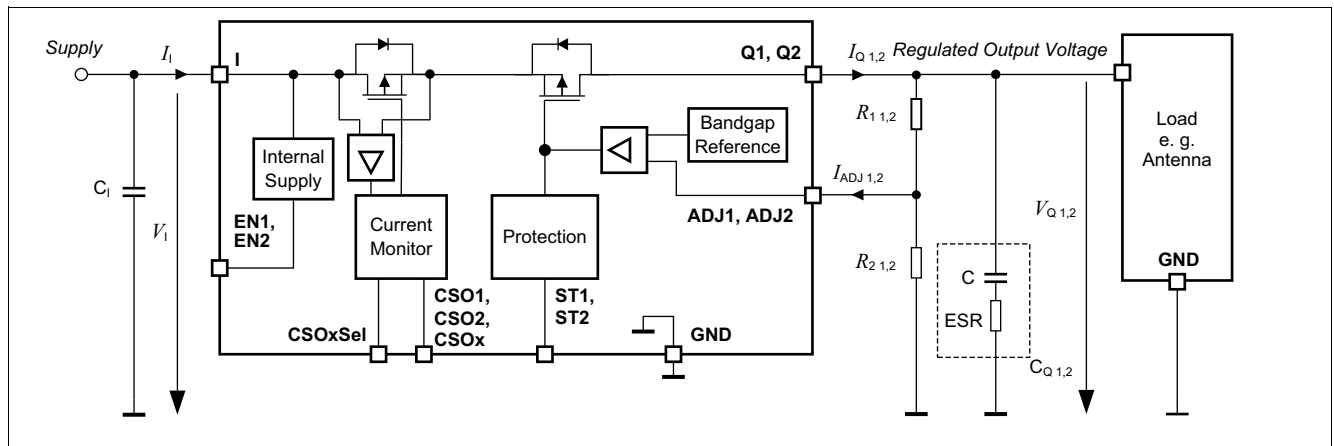 Supply
I_I
I
Q1, Q2
I_Q 1,2
Regulated Output Voltage
Internal
Supply
Bandgap
Reference
R_1 1,2
Load
e. g.
Antenna
C_I
V_I
EN1,
EN2
Current
Monitor
Protection
ADJ1, ADJ2
I_ADJ 1,2
V_Q 1,2
R_2 1,2
CSOxSel
CSO1,
CSO2,
CSOx
ST1,
ST2
GND
C
ESR
C_Q 1,2
GND